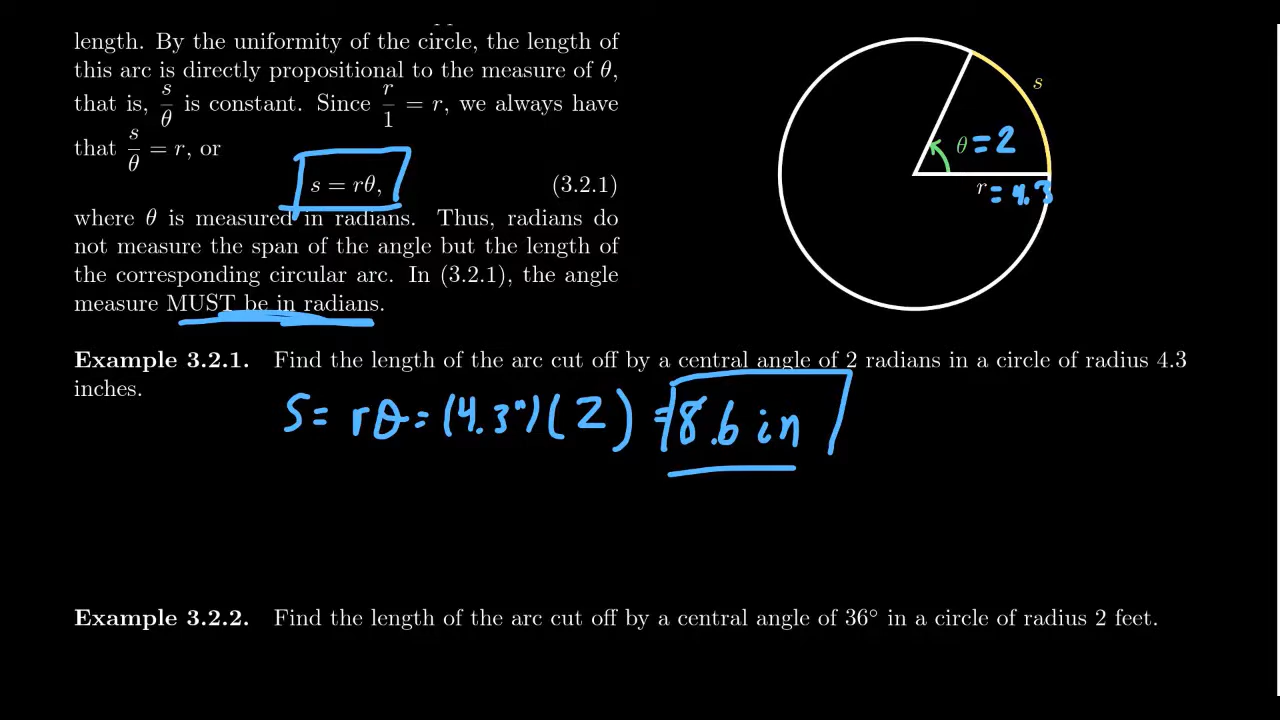 length. By the uniformity of the circle, the length of
this arc is directly propositional to the measure of θ,
that is, s/θ is constant. Since r/1 = r, we always have
that s/θ = r, or
s = rθ, (3.2.1)
where θ is measured in radians. Thus, radians do
not measure the span of the angle but the length of
the corresponding circular arc. In (3.2.1), the angle
measure MUST be in radians.
s
θ = 2
r = 4.3
Example 3.2.1. Find the length of the arc cut off by a central angle of 2 radians in a circle of radius 4.3
inches.
S = rθ = (4.3")(2) = 8.6 in
Example 3.2.2. Find the length of the arc cut off by a central angle of 36° in a circle of radius 2 feet.